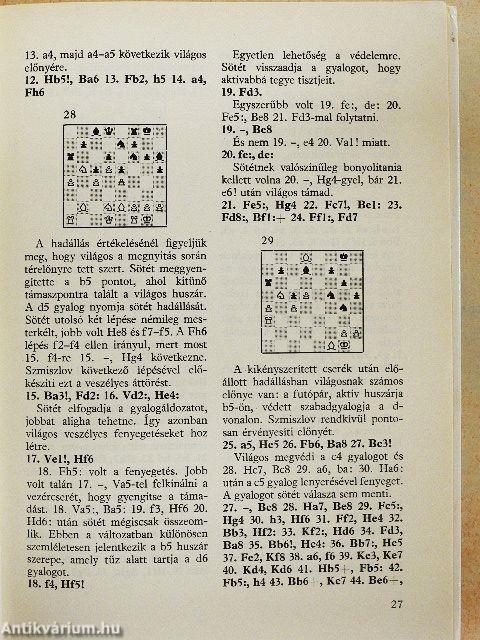 13. a4, majd a4–a5 következik világos
előnyére.
12. Hb5!, Ba6 13. Fb2, h5 14. a4,
Fh6
28
A hadállás értékelésénél figyeljük
meg, hogy világos a megnyitás során
térelőnyre tett szert. Sötét meggyen-
gítette a b5 pontot, ahol kitűnő
támaszpontra talált a világos huszár.
A d5 gyalog nyomja sötét hadállását.
Sötét utolsó két lépése némileg mes-
terkélt, jobb volt He8 és f7–f5. A Fh6
lépés f2–f4 ellen irányul, mert most
15. f4-re 15. –, Hg4 következne.
Szmiszlov következő lépésével elő-
készíti ezt a veszélyes áttörést.
15. Ba3!, Fd2: 16. Vd2:, He4:
Sötét elfogadja a gyalogáldozatot,
jobbat aligha tehetne. Így azonban
világos veszélyes fenyegetéseket hoz
létre.
17. Ve1!, Hf6
18. Fh5: volt a fenyegetés. Jobb
volt talán 17. –, Va5-tel felkínálni a
vezércserét, hogy gyengítse a táma-
dást. 18. Va5:, Ba5: 19. f3, Hf6 20.
Hd6: után sötét mégiscsak összeom-
lik. Ebben a változatban különösen
szemléletesen jelentkezik a b5 huszár
szerepe, amely tűz alatt tartja a d6
gyalogot.
18. f4, Hf5!
Egyetlen lehetőség a védelemre.
Sötét visszaadja a gyalogot, hogy
aktívabbá tegye tisztjeit.
19. Fd3.
Egyszerűbb volt 19. fe:, de: 20.
Fe5:, Be8 21. Fd3-mal folytatni.
19. –, Be8
És nem 19. –, e4 20. Va1! miatt.
20. fe:, de:
Sötétnek valószínűleg bonyolítania
kellett volna 20. –, Hg4-gyel, bár 21.
e6! után világos támad.
21. Fe5:, Hg4 22. Fc7!, Be1: 23.
Fd8:, Bf1:+ 24. Ff1:, Fd7
29
A kikényszerített cserék után elő-
állott hadállásban világosnak számos
előnye van: a futópár, aktív huszárja
b5-ön, védett szabadgyalogja a d-
vonalon. Szmiszlov rendkívül ponto-
san érvényesíti előnyét.
25. a5, He5 26. Fb6, Ba8 27. Bc3!
Világos megvédi a c4 gyalogot és
28. Hc7, Bc8 29. a6, ba: 30. Ha6:
után a c5 gyalog lenyerésével fenyeget.
A gyalogot sötét válasza sem menti.
27. –, Bc8 28. Ha7, Be8 29. Fc5:,
Hg4 30. h3, Hf6 31. Ff2, He4 32.
Bb3, Hf2: 33. Kf2:, Hd6 34. Fd3,
Ba8 35. Bb6!, Hc4: 36. Bb7:, He5
37. Fe2, Kf8 38. a6, f6 39. Ke3, Ke7
40. Kd4, Kd6 41. Hb5+, Fb5: 42.
Fb5:, h4 43. Bb6+, Kc7 44. Be6+,
27
Antikvárium.hu